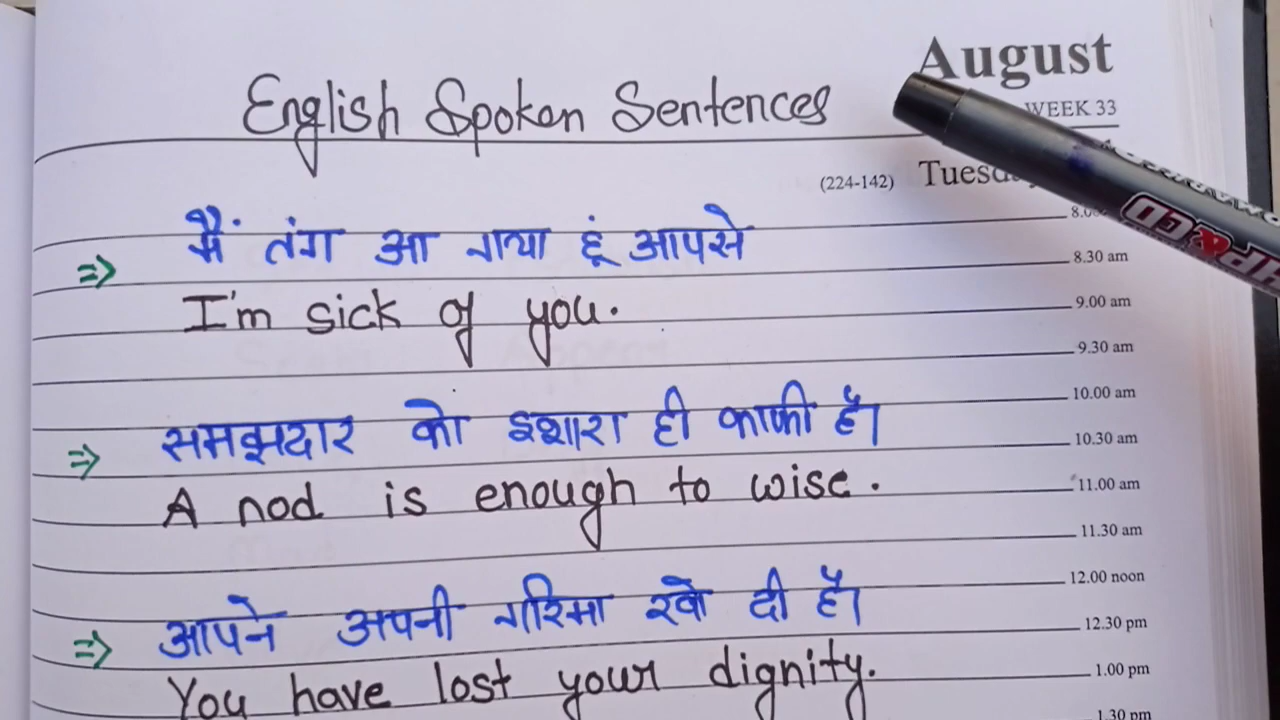 August
English Spoken Sentences
WEEK 33
(224-142)
मैं तंग आ गया हूं आपसे
8.30 am
I'm sick of you.
9.00 am
9.30 am
10.00 am
समझदार को इशारा ही काफी है।
10.30 am
A nod is enough to wise.
11.00 am
11.30 am
12.00 noon
आपने अपनी गरिमा खो दी है।
12.30 pm
You have lost your dignity.
1.00 pm
1.30 pm